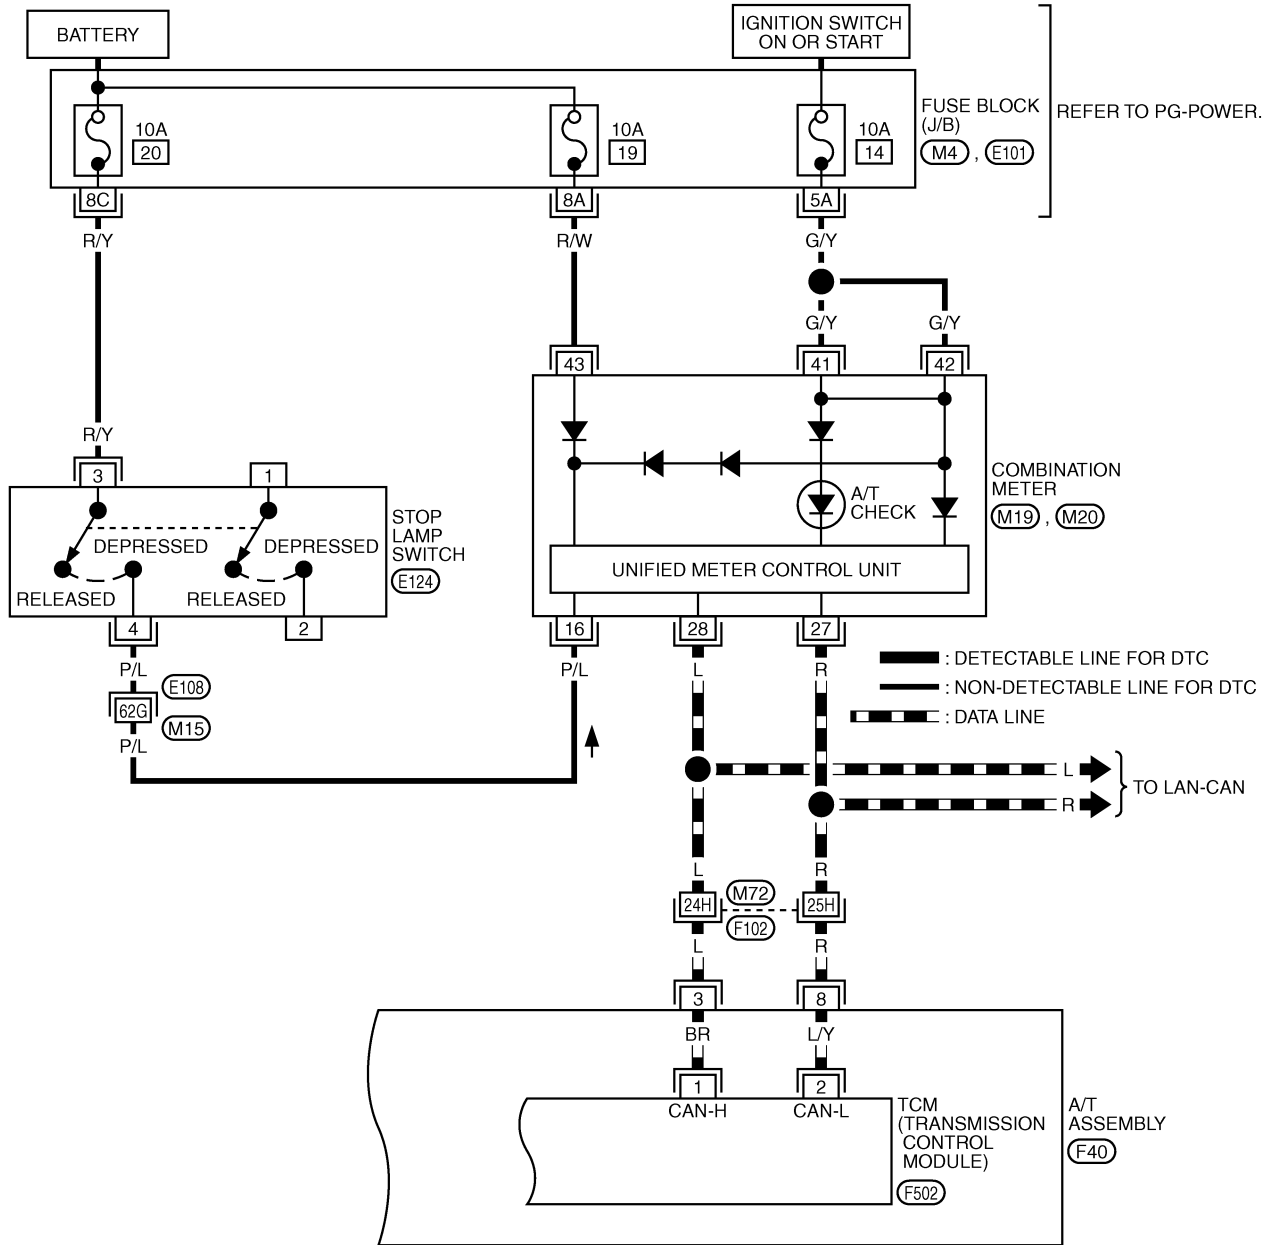 BATTERY
IGNITION SWITCH
ON OR START
FUSE BLOCK
(J/B)
M4 , E101
REFER TO PG-POWER.
10A
20
10A
19
10A
14
8C
8A
5A
R/Y
R/W
G/Y
G/Y
G/Y
43
41
42
R/Y
3
1
DEPRESSED
DEPRESSED
RELEASED
RELEASED
STOP
LAMP
SWITCH
E124
A/T
CHECK
COMBINATION
METER
M19 , M20
UNIFIED METER CONTROL UNIT
4
2
16
28
27
P/L
E108
62G
M15
P/L
P/L
L
R
: DETECTABLE LINE FOR DTC
: NON-DETECTABLE LINE FOR DTC
: DATA LINE
L
R
TO LAN-CAN
L
R
24H
M72
F102
25H
L
R
3
8
BR
L/Y
1
2
CAN-H
CAN-L
TCM
(TRANSMISSION
CONTROL
MODULE)
F502
A/T
ASSEMBLY
F40